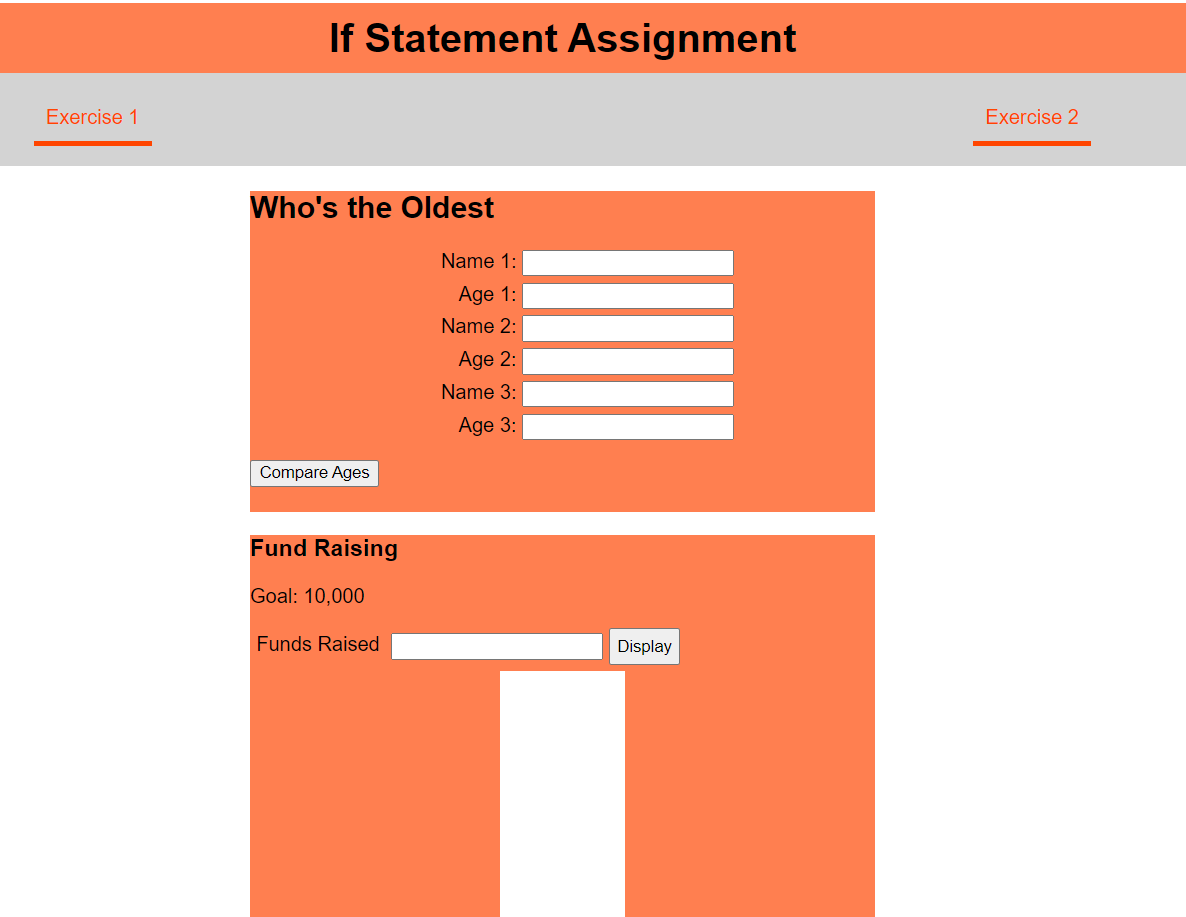 If Statement Assignment
Exercise 1 Exercise 2
Who's the Oldest
Name 1:
Age 1:
Name 2:
Age 2:
Name 3:
Age 3:
Compare Ages
Fund Raising
Goal: 10,000
Funds Raised Display